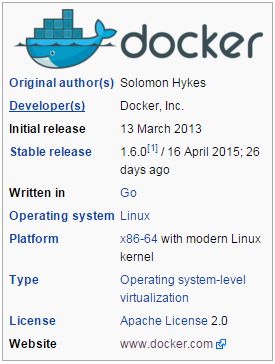 docker
Original author(s) Solomon Hykes
Developer(s) Docker, Inc.
Initial release 13 March 2013
Stable release 1.6.0[1] / 16 April 2015; 26
days ago
Written in Go
Operating system Linux
Platform x86-64 with modern Linux
kernel
Type Operating system-level
virtualization
License Apache License 2.0
Website www.docker.com